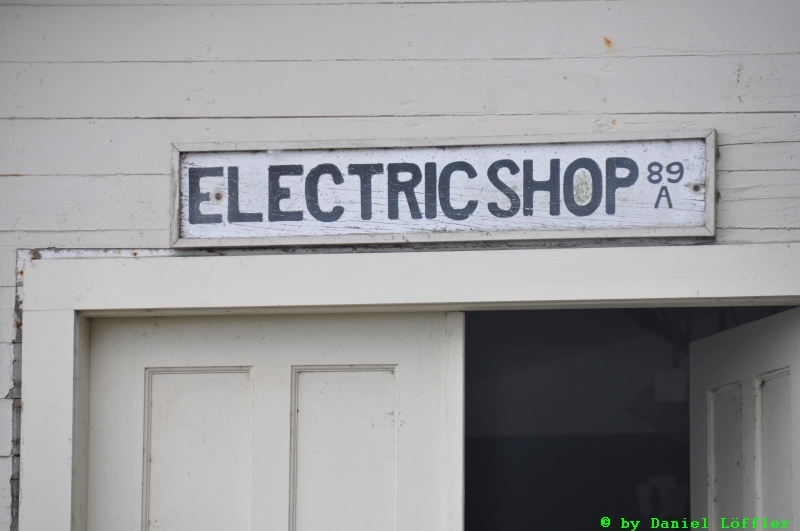 ELECTRIC SHOP 89
A
© by Daniel Löffler